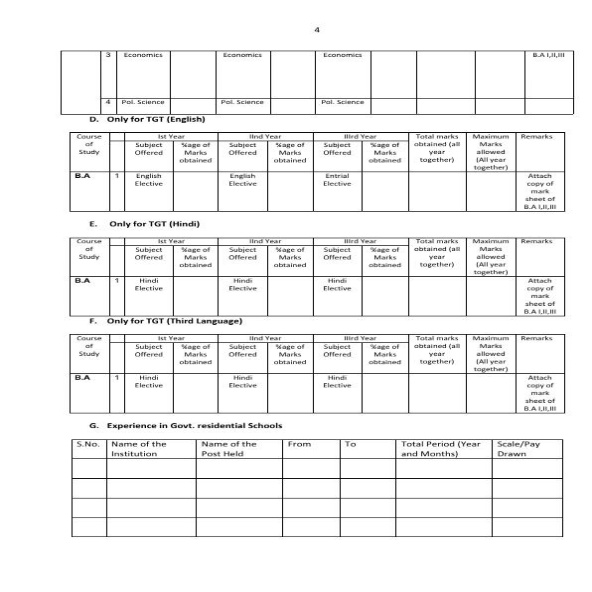 4
3 Economics Economics Economics B.A I,II,III
4 Pol. Science Pol. Science Pol. Science
D. Only for TGT (English)
Course of Study Ist Year IInd Year IIIrd Year Total marks obtained (all year together) Maximum Marks allowed (All year together) Remarks
Subject Offered %age of Marks obtained Subject Offered %age of Marks obtained Subject Offered %age of Marks obtained
B.A 1 English Elective English Elective Entrial Elective Attach copy of mark sheet of B.A I,II,III
E. Only for TGT (Hindi)
Course of Study Ist Year IInd Year IIIrd Year Total marks obtained (all year together) Maximum Marks allowed (All year together) Remarks
Subject Offered %age of Marks obtained Subject Offered %age of Marks obtained Subject Offered %age of Marks obtained
B.A 1 Hindi Elective Hindi Elective Hindi Elective Attach copy of mark sheet of B.A I,II,III
F. Only for TGT (Third Language)
Course of Study Ist Year IInd Year IIIrd Year Total marks obtained (all year together) Maximum Marks allowed (All year together) Remarks
Subject Offered %age of Marks obtained Subject Offered %age of Marks obtained Subject Offered %age of Marks obtained
B.A 1 Hindi Elective Hindi Elective Hindi Elective Attach copy of mark sheet of B.A I,II,III
G. Experience in Govt. residential Schools
S.No. Name of the Institution Name of the Post Held From To Total Period (Year and Months) Scale/Pay Drawn